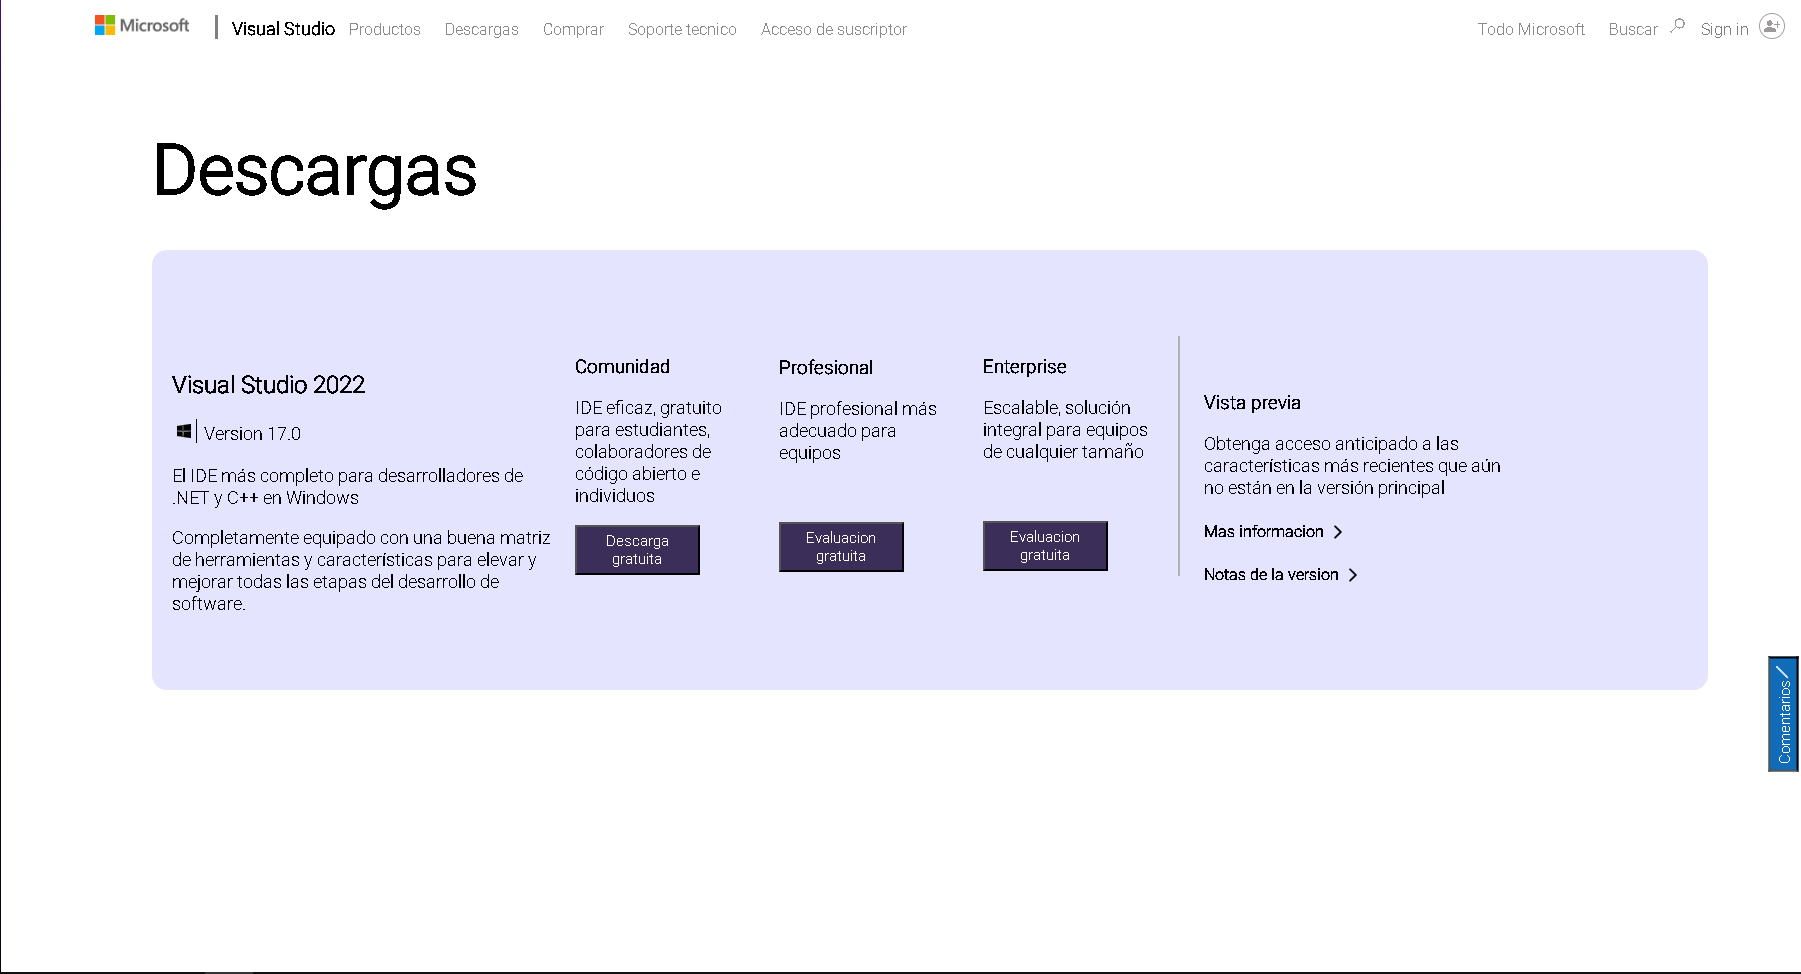 Microsoft Visual Studio Productos Descargas Comprar Soporte tecnico Acceso de suscriptor Todo Microsoft Buscar Sign in
Descargas
Visual Studio 2022
Version 17.0
El IDE más completo para desarrolladores de
.NET y C++ en Windows
Completamente equipado con una buena matriz
de herramientas y características para elevar y
mejorar todas las etapas del desarrollo de
software.
Comunidad
IDE eficaz, gratuito
para estudiantes,
colaboradores de
código abierto e
individuos
Descarga
gratuita
Profesional
IDE profesional más
adecuado para
equipos
Evaluacion
gratuita
Enterprise
Escalable, solución
integral para equipos
de cualquier tamaño
Evaluacion
gratuita
Vista previa
Obtenga acceso anticipado a las
características más recientes que aún
no están en la versión principal
Mas informacion
Notas de la version
Comentarios